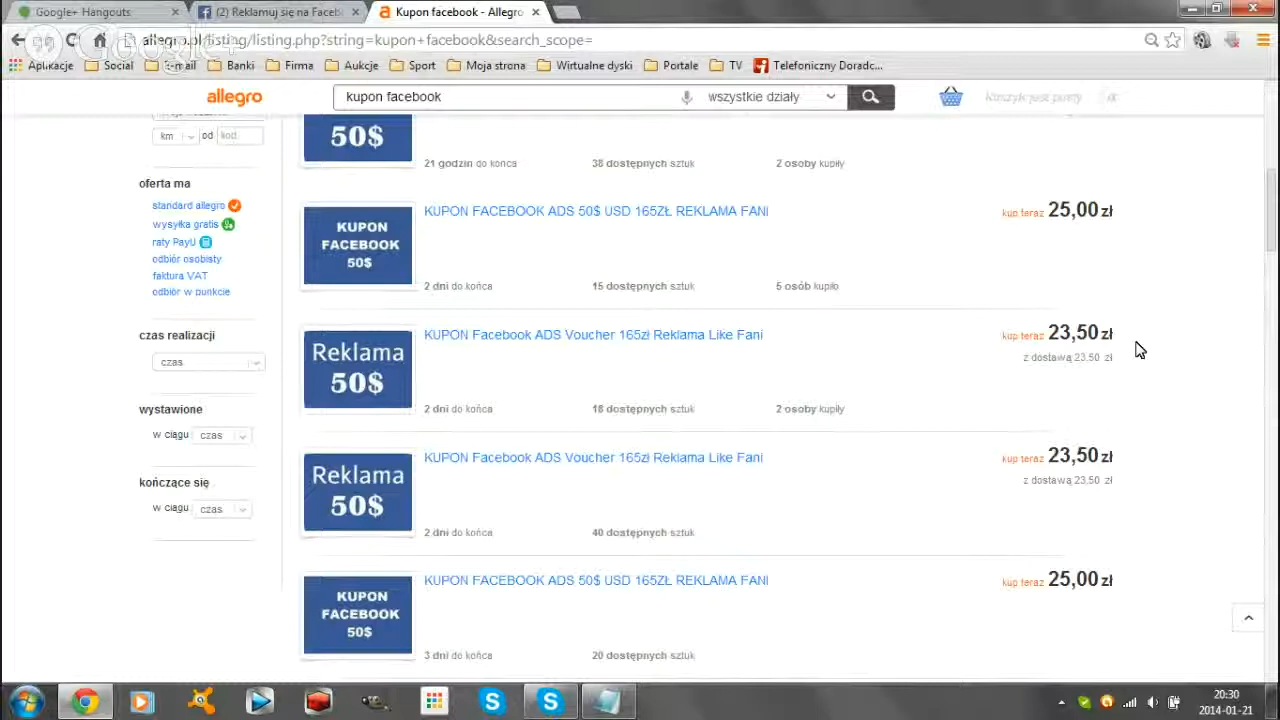 Google+ Hangouts
(2) Reklamuj się na Faceb
Kupon facebook - Allegro
allegro.pl/listing/listing.php?string=kupon+facebook&search_scope=
Google+
Aplikacje Social E-mail Banki Firma Aukcje Sport Moja strona Wirtualne dyski Portale TV Telefoniczny Doradc...
allegro kupon facebook wszystkie działy koszyk jest pusty
km od kod
50$
21 godzin do końca 38 dostępnych sztuk 2 osoby kupiły
oferta ma
standard allegro
wysyłka gratis
raty PayU
odbiór osobisty
faktura VAT
odbiór w punkcie
czas realizacji
czas
wystawione
w ciągu czas
kończące się
w ciągu czas
KUPON FACEBOOK ADS 50$ USD 165ZŁ REKLAMA FANI kup teraz 25,00 zł
KUPON
FACEBOOK
50$
2 dni do końca 15 dostępnych sztuk 5 osób kupiło
KUPON Facebook ADS Voucher 165zł Reklama Like Fani kup teraz 23,50 zł
z dostawą 23.50 zł
Reklama
50$
2 dni do końca 18 dostępnych sztuk 2 osoby kupiły
KUPON Facebook ADS Voucher 165zł Reklama Like Fani kup teraz 23,50 zł
z dostawą 23.50 zł
Reklama
50$
2 dni do końca 40 dostępnych sztuk
KUPON FACEBOOK ADS 50$ USD 165ZŁ REKLAMA FANI kup teraz 25,00 zł
KUPON
FACEBOOK
50$
3 dni do końca 20 dostępnych sztuk
20:30
2014-01-21